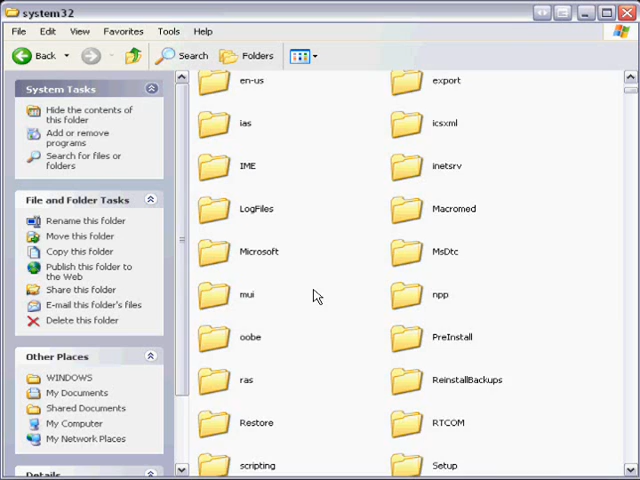 system32
File Edit View Favorites Tools Help
Back Search Folders
System Tasks
Hide the contents of
this folder
Add or remove
programs
Search for files or
folders
File and Folder Tasks
Rename this folder
Move this folder
Copy this folder
Publish this folder to
the Web
Share this folder
E-mail this folder's files
Delete this folder
Other Places
WINDOWS
My Documents
Shared Documents
My Computer
My Network Places
Details
en-us export
ias icsxml
IME inetsrv
LogFiles Macromed
Microsoft MsDtc
mui npp
oobe PreInstall
ras ReinstallBackups
Restore RTCOM
scripting Setup